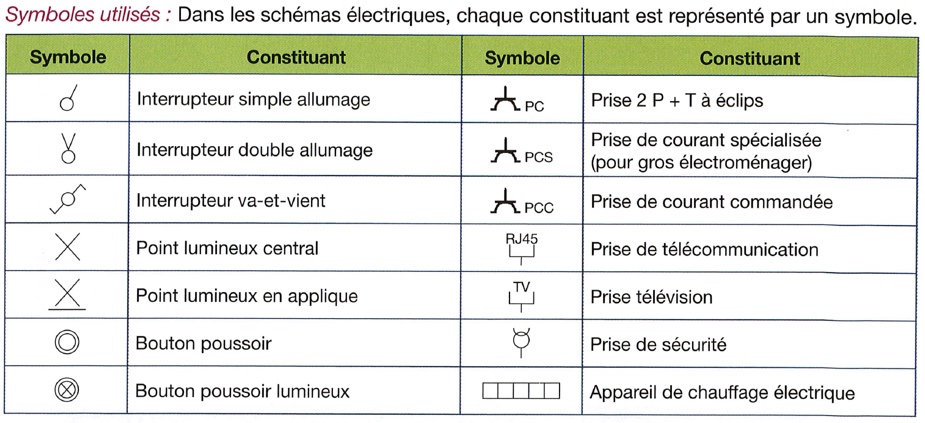 Symboles utilisés : Dans les schémas électriques, chaque constituant est représenté par un symbole.
Symbole Constituant Symbole Constituant
Interrupteur simple allumage PC Prise 2 P + T à éclips
Interrupteur double allumage PCS Prise de courant spécialisée
(pour gros électroménager)
Interrupteur va-et-vient PCC Prise de courant commandée
Point lumineux central RJ45 Prise de télécommunication
Point lumineux en applique TV Prise télévision
Bouton poussoir Prise de sécurité
Bouton poussoir lumineux Appareil de chauffage électrique